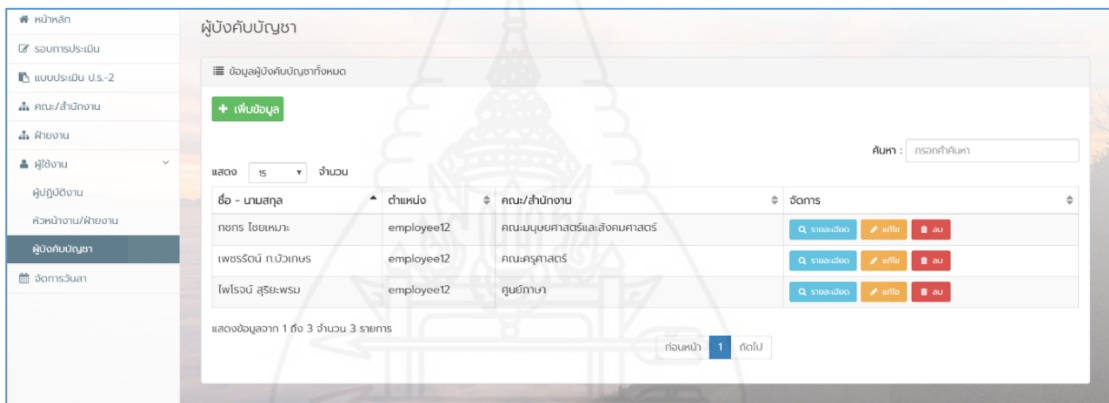 หน้าหลัก
รอบการประเมิน
แบบประเมิน ป.ร.-2
คณะ/สำนักงาน
ฝ่ายงาน
ผู้ใช้งาน
ผู้ปฏิบัติงาน
หัวหน้างาน/ฝ่ายงาน
ผู้บังคับบัญชา
จัดการวันลา
ผู้บังคับบัญชา
ข้อมูลผู้บังคับบัญชาทั้งหมด
+ เพิ่มข้อมูล
ค้นหา : กรอกคำค้นหา
แสดง 15 จำนวน
ชื่อ - นามสกุล ตำแหน่ง คณะ/สำนักงาน จัดการ
กชกร ไชยเหมาะ employee12 คณะมนุษยศาสตร์และสังคมศาสตร์ รายละเอียด แก้ไข ลบ
เพชรรัตน์ ก.บัวเกษร employee12 คณะครุศาสตร์ รายละเอียด แก้ไข ลบ
ไพโรจน์ สุริยะพรม employee12 ศูนย์ภาษา รายละเอียด แก้ไข ลบ
แสดงข้อมูลจาก 1 ถึง 3 จำนวน 3 รายการ
ก่อนหน้า 1 ถัดไป